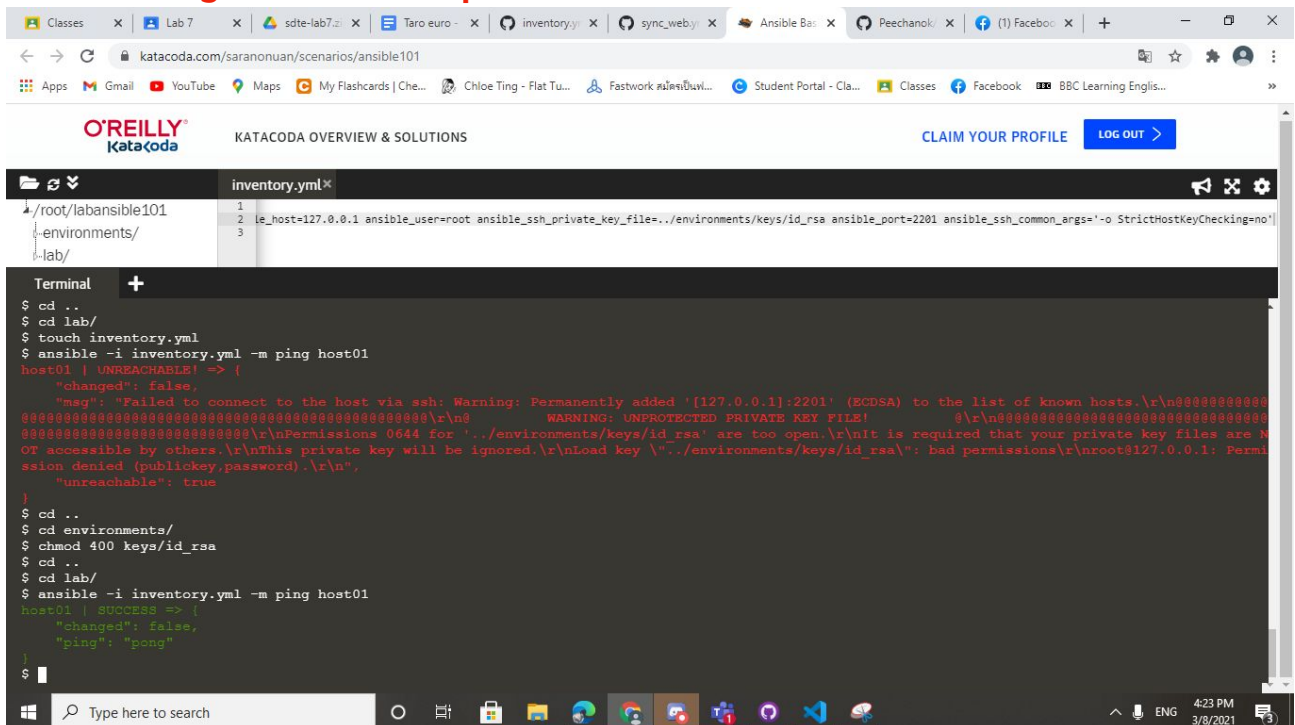 Classes
Lab 7
sdte-lab7.zi
Taro euro -
inventory.y
sync_web.y
Ansible Bas
Peechanok/
(1) Faceboo
katacoda.com/saranonuan/scenarios/ansible101
Apps
Gmail
YouTube
Maps
My Flashcards | Che...
Chloe Ting - Flat Tu...
Fastwork สมัครเป็นฟ...
Student Portal - Cla...
Classes
Facebook
BBC Learning Englis...
O'REILLY
Katacoda
KATACODA OVERVIEW & SOLUTIONS
CLAIM YOUR PROFILE
LOG OUT >
inventory.yml×
/root/labansible101
environments/
lab/
1
2 le_host=127.0.0.1 ansible_user=root ansible_ssh_private_key_file=../environments/keys/id_rsa ansible_port=2201 ansible_ssh_common_args='-o StrictHostKeyChecking=no'
3
Terminal +
$ cd ..
$ cd lab/
$ touch inventory.yml
$ ansible -i inventory.yml -m ping host01
host01 | UNREACHABLE! => {
"changed": false,
"msg": "Failed to connect to the host via ssh: Warning: Permanently added '[127.0.0.1]:2201' (ECDSA) to the list of known hosts.\r\n@@@@@@@@@@@
@@@@@@@@@@@@@@@@@@@@@@@@@@@@@@@@@@@@@@@@@@@@@@@@\r\n@ WARNING: UNPROTECTED PRIVATE KEY FILE! @\r\n@@@@@@@@@@@@@@@@@@@@@@@@@@@@@@@@
@@@@@@@@@@@@@@@@@@@@@@@@@@@\r\nPermissions 0644 for '../environments/keys/id_rsa' are too open.\r\nIt is required that your private key files are N
OT accessible by others.\r\nThis private key will be ignored.\r\nLoad key \"../environments/keys/id_rsa\": bad permissions\r\nroot@127.0.0.1: Permi
ssion denied (publickey,password).\r\n",
"unreachable": true
}
$ cd ..
$ cd environments/
$ chmod 400 keys/id_rsa
$ cd ..
$ cd lab/
$ ansible -i inventory.yml -m ping host01
host01 | SUCCESS => {
"changed": false,
"ping": "pong"
}
$
Type here to search
ENG
4:23 PM
3/8/2021